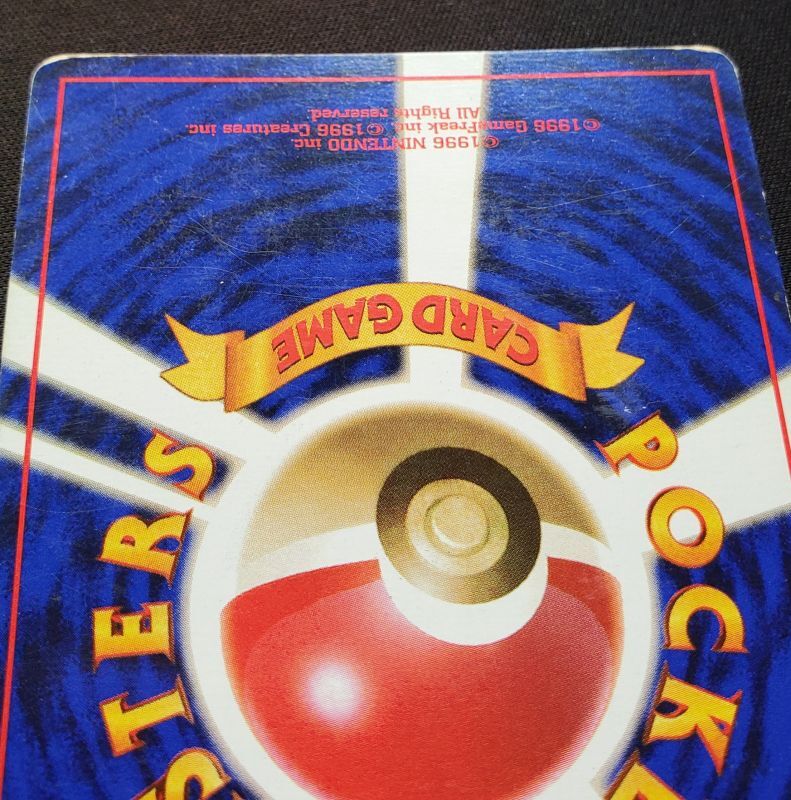 ©1996 NINTENDO inc.
©1996 GameFreak inc. ©1996 Creatures inc.
All Rights reserved.
CARD GAME
POCKE
STERS